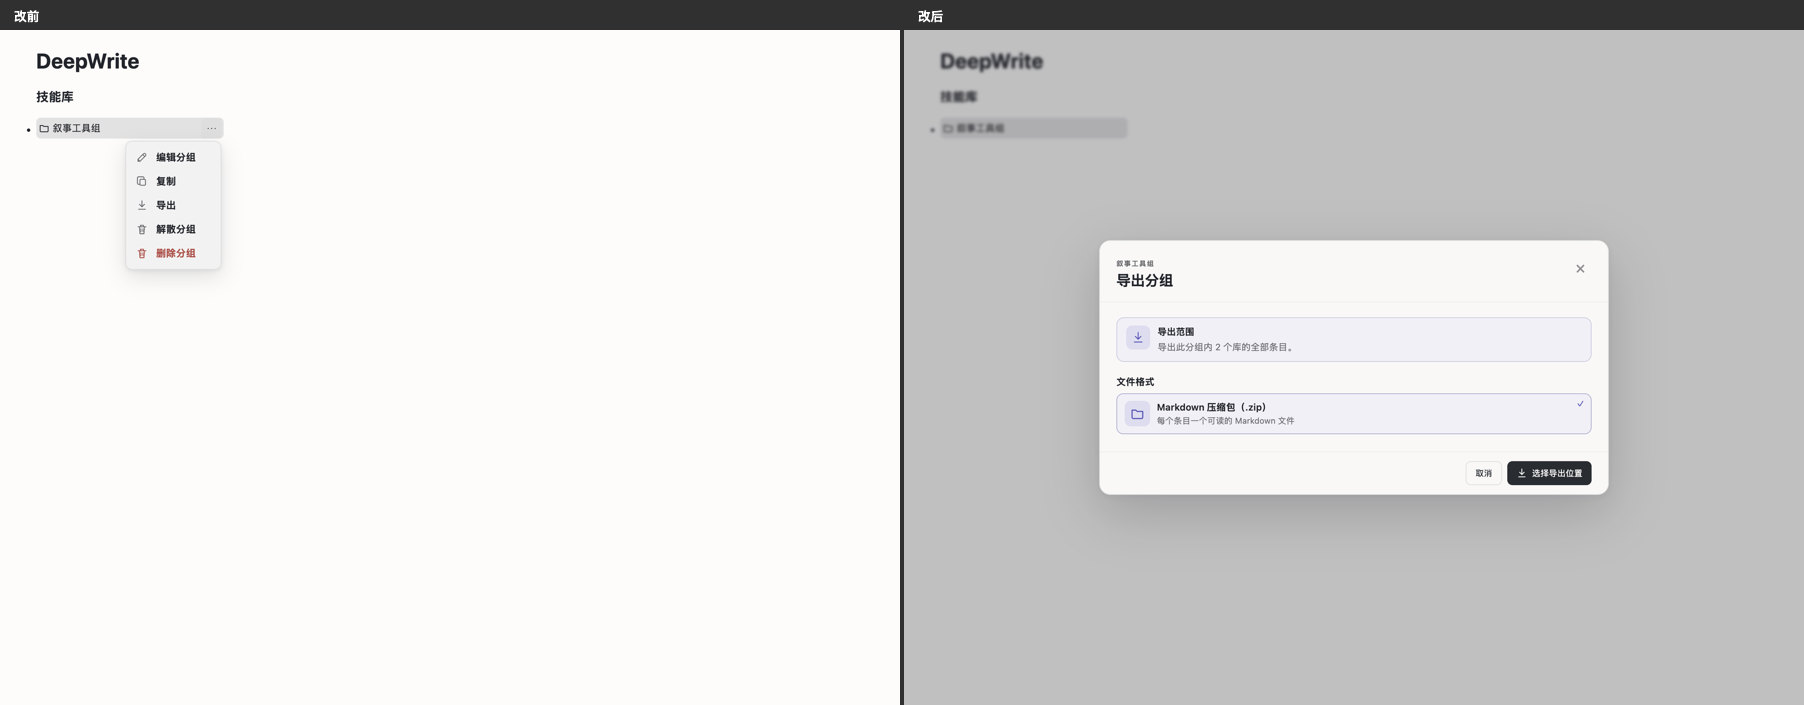 改前
DeepWrite
技能库
叙事工具组 ···
编辑分组
复制
导出
解散分组
删除分组
改后
DeepWrite
技能库
叙事工具组
叙事工具组
导出分组
导出范围
导出此分组内 2 个库的全部条目。
文件格式
Markdown 压缩包（.zip）
每个条目一个可读的 Markdown 文件
取消
选择导出位置